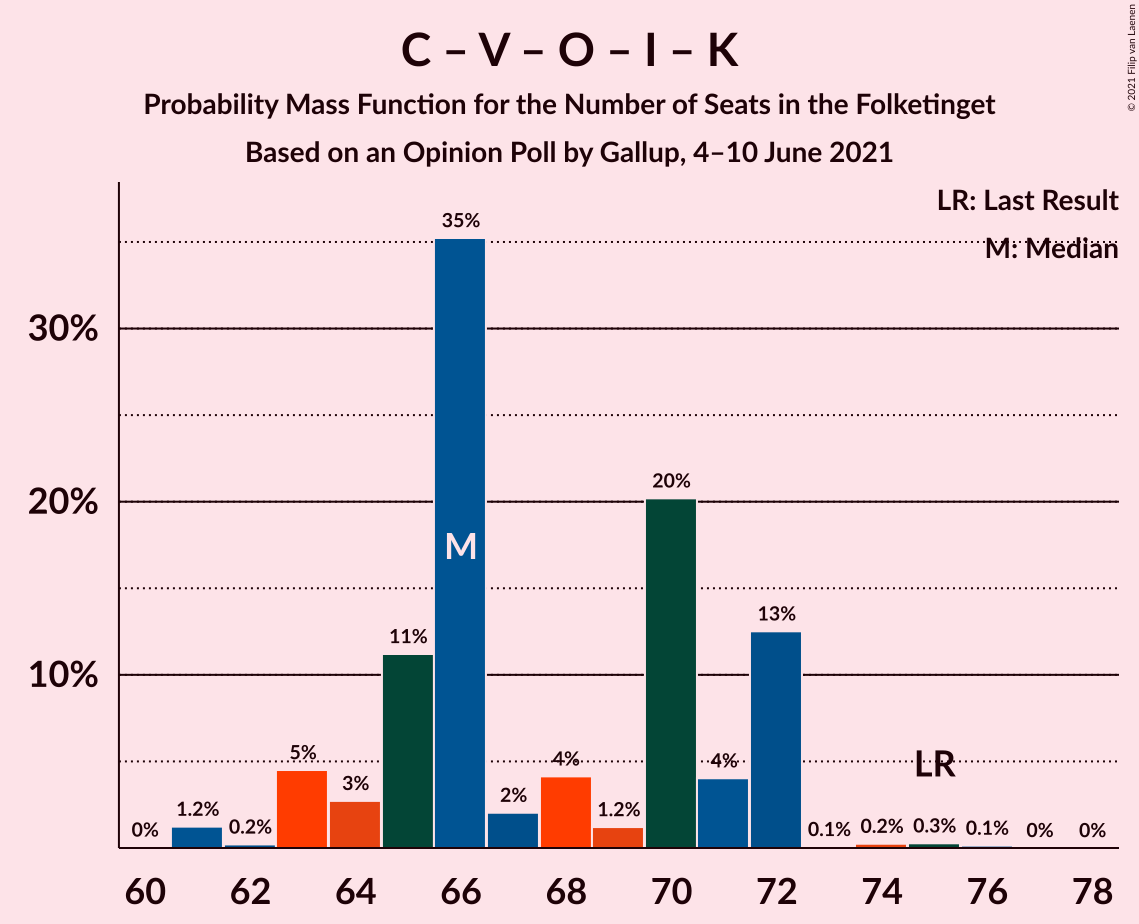 C – V – O – I – K
Probability Mass Function for the Number of Seats in the Folketinget
Based on an Opinion Poll by Gallup, 4–10 June 2021
© 2021 Filip van Laenen
LR: Last Result
M: Median
35%
30%
20%
20%
M
13%
11%
10%
5%
4%
4%
LR
3%
2%
1.2%
1.2%
0%
0.2%
0.1%
0.2%
0.3%
0.1%
0%
0%
60 62 64 66 68 70 72 74 76 78